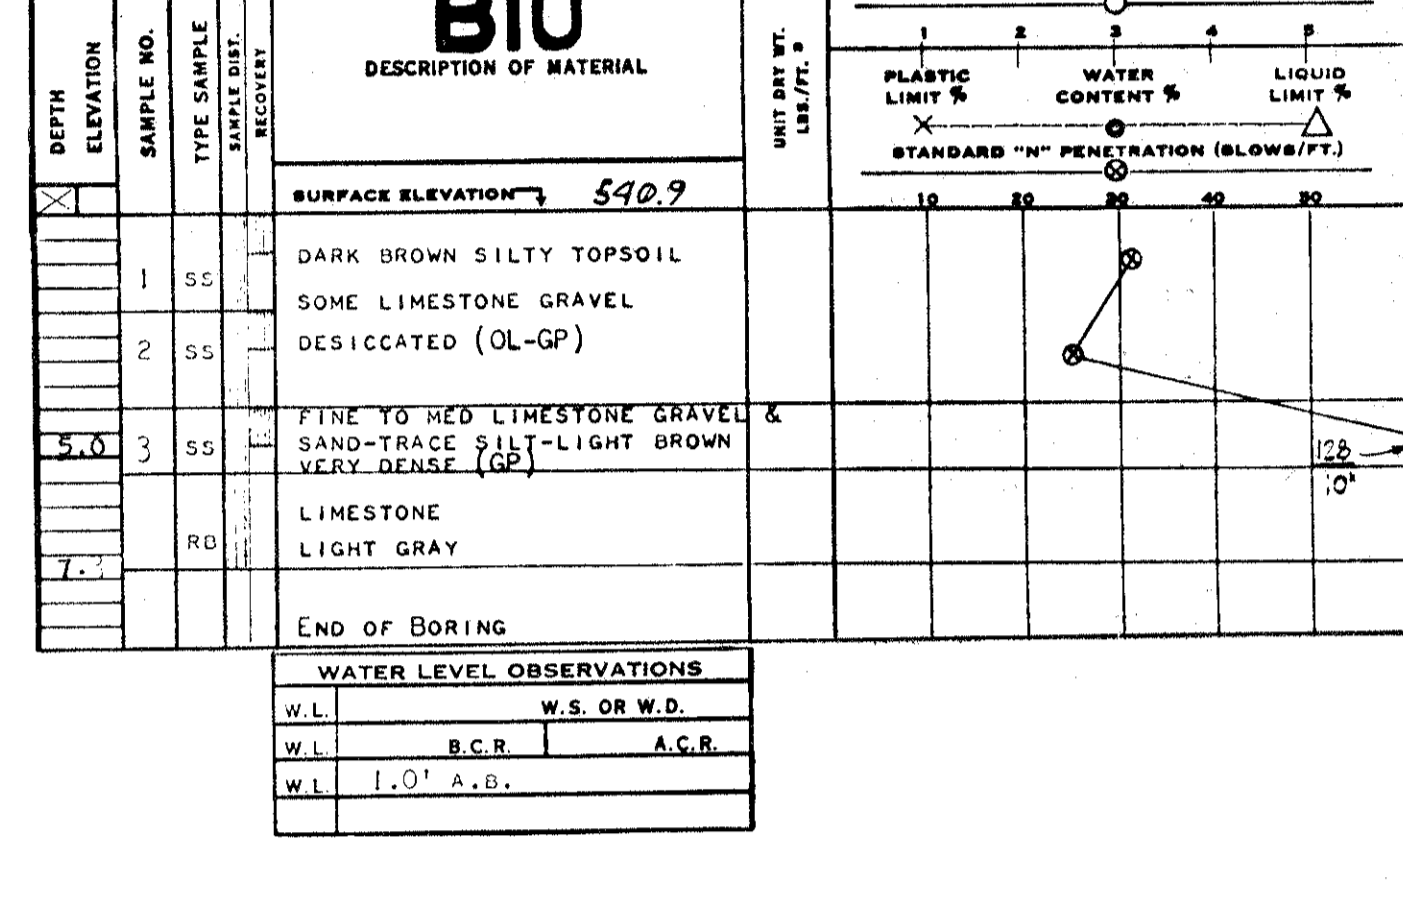 B10
DESCRIPTION OF MATERIAL
DEPTH
ELEVATION
SAMPLE NO.
TYPE SAMPLE
SAMPLE DIST.
RECOVERY
UNIT DRY WT.
LBS./FT. ³
1 2 3 4 5
PLASTIC LIMIT %
WATER CONTENT %
LIQUID LIMIT %
STANDARD "N" PENETRATION (BLOWS/FT.)
SURFACE ELEVATION 540.9
10 20 30 40 50
DARK BROWN SILTY TOPSOIL
1 SS
SOME LIMESTONE GRAVEL
2 SS
DESICCATED (OL-GP)
FINE TO MED LIMESTONE GRAVEL &
5.0 3 SS
SAND-TRACE SILT-LIGHT BROWN
VERY DENSE (GP)
128
10"
LIMESTONE
RB
LIGHT GRAY
END OF BORING
WATER LEVEL OBSERVATIONS
W.L. W.S. OR W.D.
W.L. B.C.R. A.C.R.
W.L. 1.0' A.B.